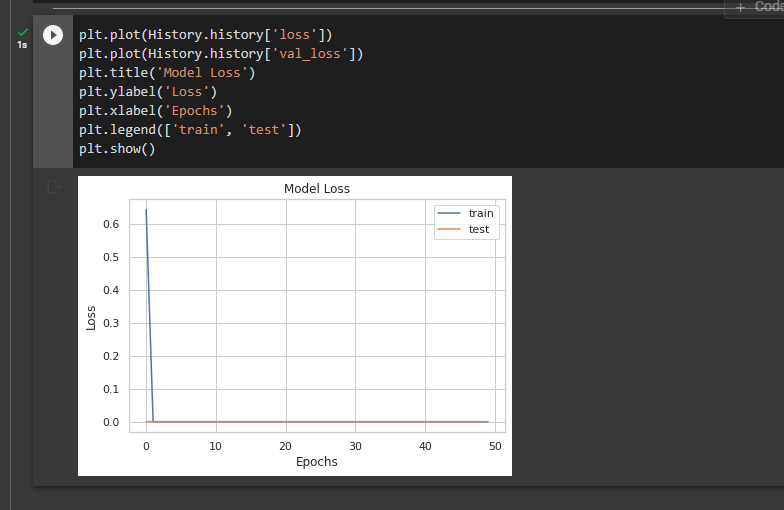 + Code
1s
plt.plot(History.history['loss'])
plt.plot(History.history['val_loss'])
plt.title('Model Loss')
plt.ylabel('Loss')
plt.xlabel('Epochs')
plt.legend(['train', 'test'])
plt.show()
Model Loss
train
test
0.6
0.5
0.4
0.3
0.2
0.1
0.0
Loss
0 10 20 30 40 50
Epochs